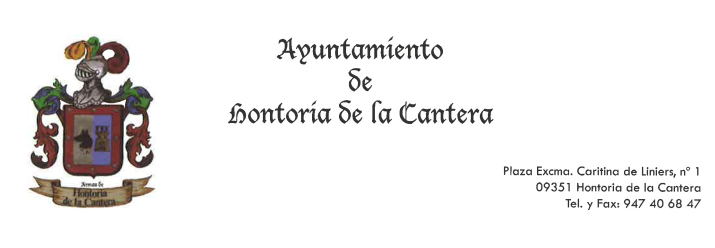 Ayuntamiento
de
Hontoria de la Cantera
Armas de
Hontoria
de la Cantera
Plaza Excma. Caritina de Liniers, nº 1
09351 Hontoria de la Cantera
Tel. y Fax: 947 40 68 47